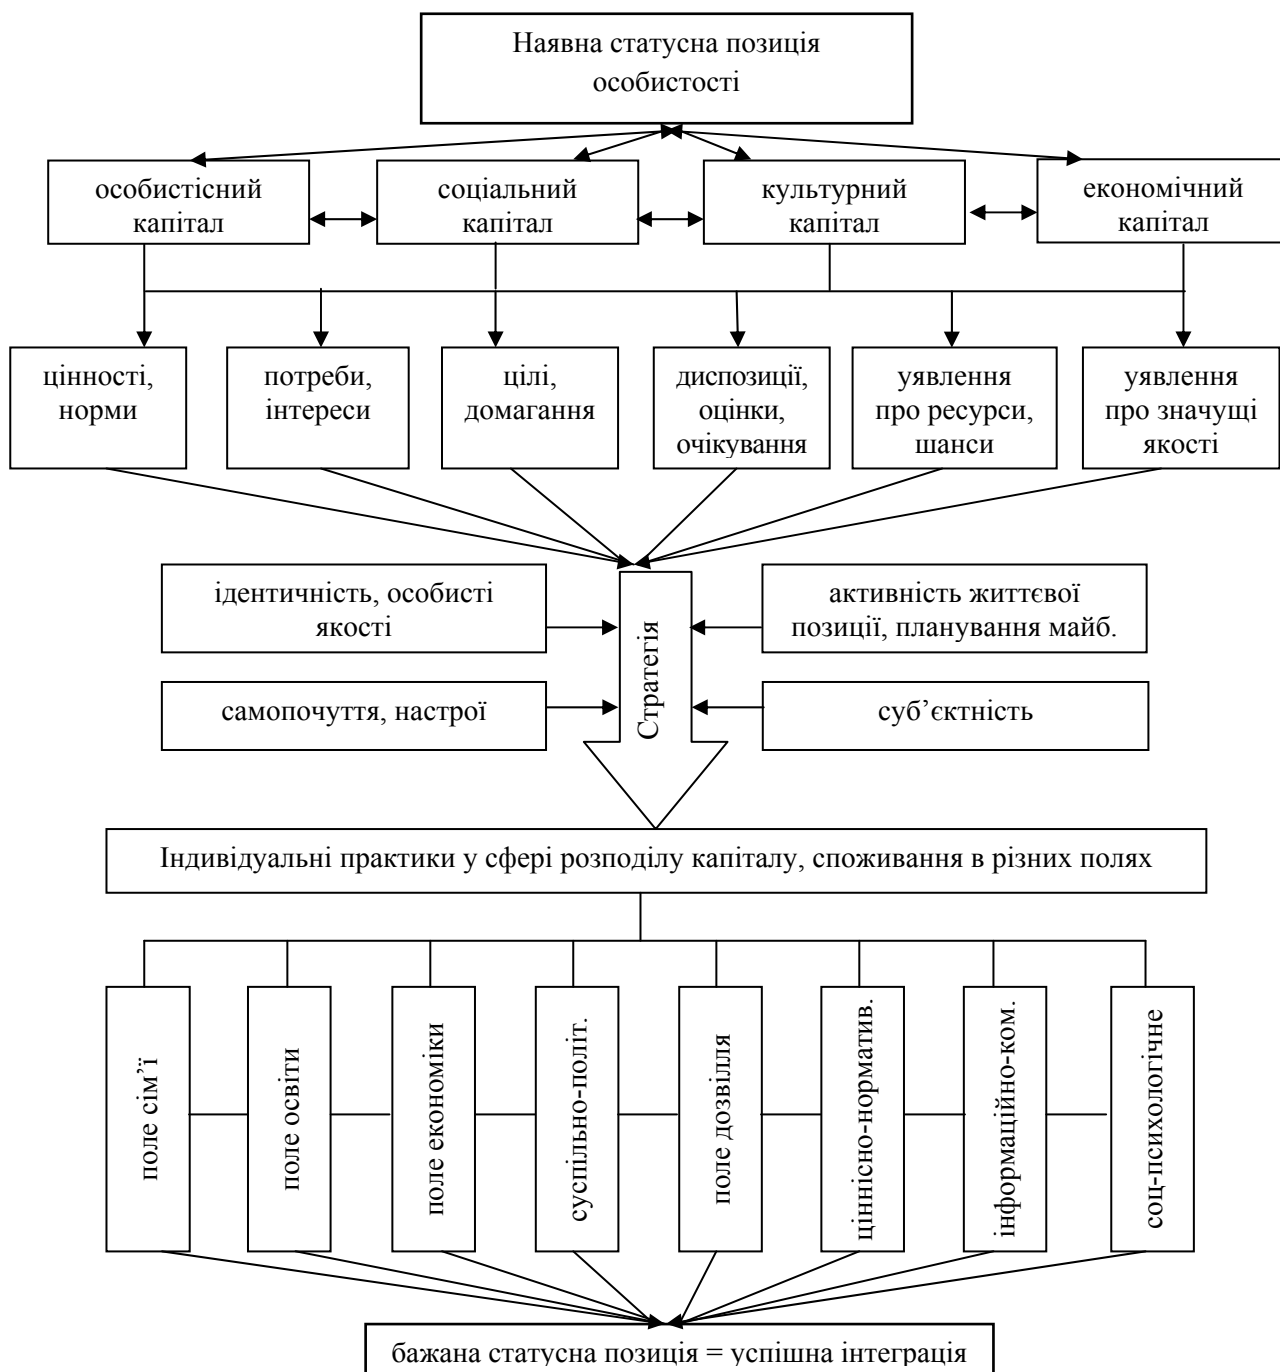 Наявна статусна позиція
особистості
особистісний
капітал
соціальний
капітал
культурний
капітал
економічний
капітал
цінності,
норми
потреби,
інтереси
цілі,
домагання
диспозиції,
оцінки,
очікування
уявлення
про ресурси,
шанси
уявлення
про значущі
якості
ідентичність, особисті
якості
активність життєвої
позиції, планування майб.
Стратегія
самопочуття, настрої
суб’єктність
Індивідуальні практики у сфері розподілу капіталу, споживання в різних полях
поле сім’ї
поле освіти
поле економіки
суспільно-політ.
поле дозвілля
ціннісно-норматив.
інформаційно-ком.
соц-психологічне
бажана статусна позиція = успішна інтеграція